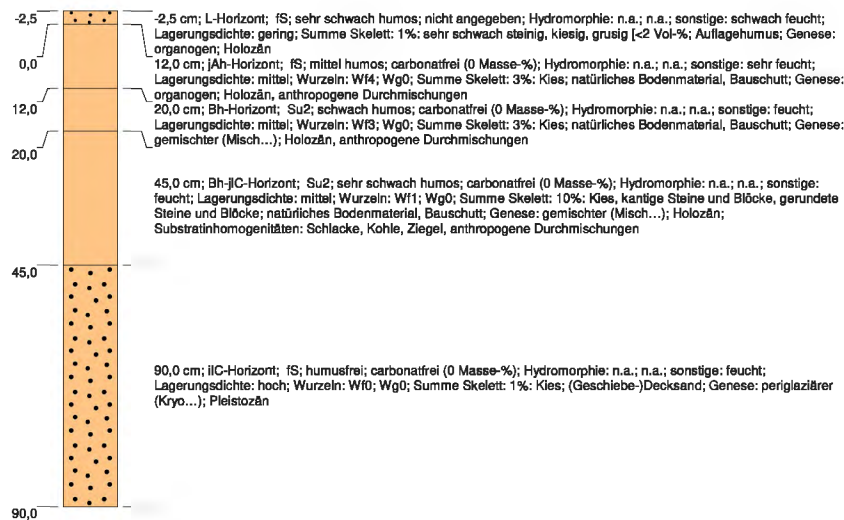 -2,5
-2,5 cm; L-Horizont; fS; sehr schwach humos; nicht angegeben; Hydromorphie: n.a.; n.a.; sonstige: schwach feucht;
Lagerungsdichte: gering; Summe Skelett: 1%: sehr schwach steinig, kiesig, grusig [<2 Vol-%; Auflagehumus; Genese:
organogen; Holozän
0,0
12,0 cm; jAh-Horizont; fS; mittel humos; carbonatfrei (0 Masse-%); Hydromorphie: n.a.; n.a.; sonstige: sehr feucht;
Lagerungsdichte: mittel; Wurzeln: Wf4; Wg0; Summe Skelett: 3%: Kies; natürliches Bodenmaterial, Bauschutt; Genese:
organogen; Holozän, anthropogene Durchmischungen
12,0
20,0 cm; Bh-Horizont; Su2; schwach humos; carbonatfrei (0 Masse-%); Hydromorphie: n.a.; n.a.; sonstige: feucht;
Lagerungsdichte: mittel; Wurzeln: Wf3; Wg0; Summe Skelett: 3%: Kies; natürliches Bodenmaterial, Bauschutt; Genese:
gemischter (Misch...); Holozän, anthropogene Durchmischungen
20,0
45,0 cm; Bh-jlC-Horizont; Su2; sehr schwach humos; carbonatfrei (0 Masse-%); Hydromorphie: n.a.; n.a.; sonstige:
feucht; Lagerungsdichte: mittel; Wurzeln: Wf1; Wg0; Summe Skelett: 10%: Kies, kantige Steine und Blöcke, gerundete
Steine und Blöcke; natürliches Bodenmaterial, Bauschutt; Genese: gemischter (Misch...); Holozän;
Substratinhomogenitäten: Schlacke, Kohle, Ziegel, anthropogene Durchmischungen
45,0
90,0 cm; ilC-Horizont; fS; humusfrei; carbonatfrei (0 Masse-%); Hydromorphie: n.a.; n.a.; sonstige: feucht;
Lagerungsdichte: hoch; Wurzeln: Wf0; Wg0; Summe Skelett: 1%: Kies; (Geschiebe-)Decksand; Genese: periglaziärer
(Kryo...); Pleistozän
90,0